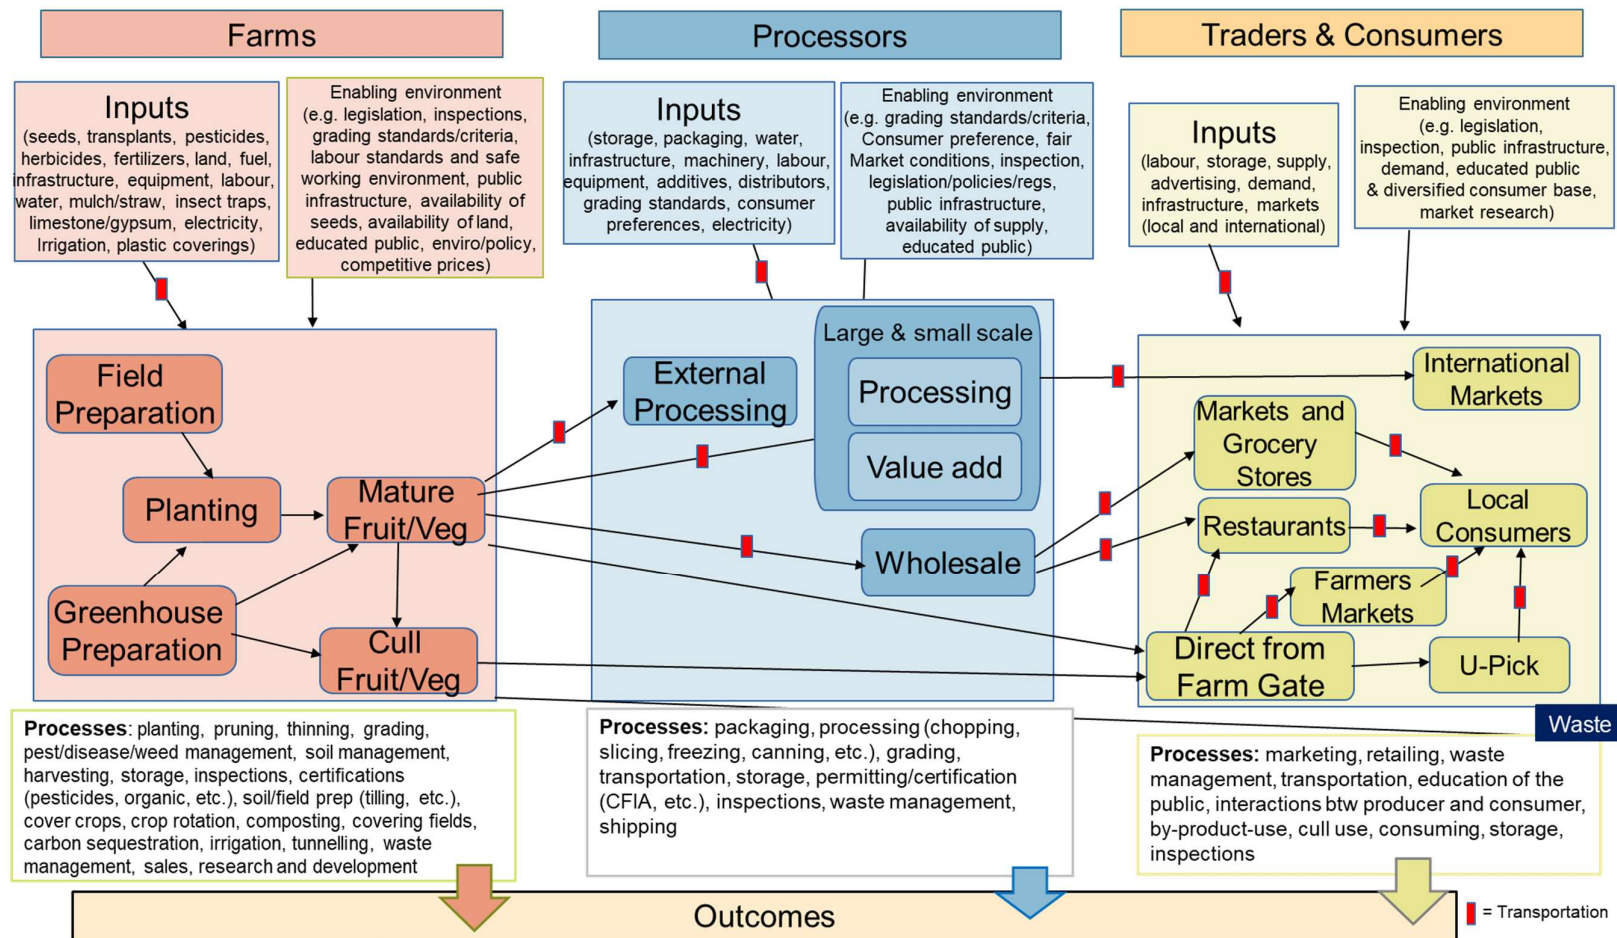 Farms
Processors
Traders & Consumers
Inputs
(seeds, transplants, pesticides,
herbicides, fertilizers, land, fuel,
infrastructure, equipment, labour,
water, mulch/straw, insect traps,
limestone/gypsum, electricity,
Irrigation, plastic coverings)
Enabling environment
(e.g. legislation, inspections,
grading standards/criteria,
labour standards and safe
working environment, public
infrastructure, availability of
seeds, availability of land,
educated public, enviro/policy,
competitive prices)
Inputs
(storage, packaging, water,
infrastructure, machinery, labour,
equipment, additives, distributors,
grading standards, consumer
preferences, electricity)
Enabling environment
(e.g. grading standards/criteria,
Consumer preference, fair
Market conditions, inspection,
legislation/policies/regs,
public infrastructure,
availability of supply,
educated public)
Inputs
(labour, storage, supply,
advertising, demand,
infrastructure, markets
(local and international)
Enabling environment
(e.g. legislation,
inspection, public infrastructure,
demand, educated public
& diversified consumer base,
market research)
Field
Preparation
Planting
Greenhouse
Preparation
Mature
Fruit/Veg
Cull
Fruit/Veg
External
Processing
Large & small scale
Processing
Value add
Wholesale
International
Markets
Markets and
Grocery
Stores
Restaurants
Local
Consumers
Farmers
Markets
Direct from
Farm Gate
U-Pick
Waste
Processes: planting, pruning, thinning, grading,
pest/disease/weed management, soil management,
harvesting, storage, inspections, certifications
(pesticides, organic, etc.), soil/field prep (tilling, etc.),
cover crops, crop rotation, composting, covering fields,
carbon sequestration, irrigation, tunnelling, waste
management, sales, research and development
Processes: packaging, processing (chopping,
slicing, freezing, canning, etc.), grading,
transportation, storage, permitting/certification
(CFIA, etc.), inspections, waste management,
shipping
Processes: marketing, retailing, waste
management, transportation, education of the
public, interactions btw producer and consumer,
by-product-use, cull use, consuming, storage,
inspections
Outcomes
= Transportation